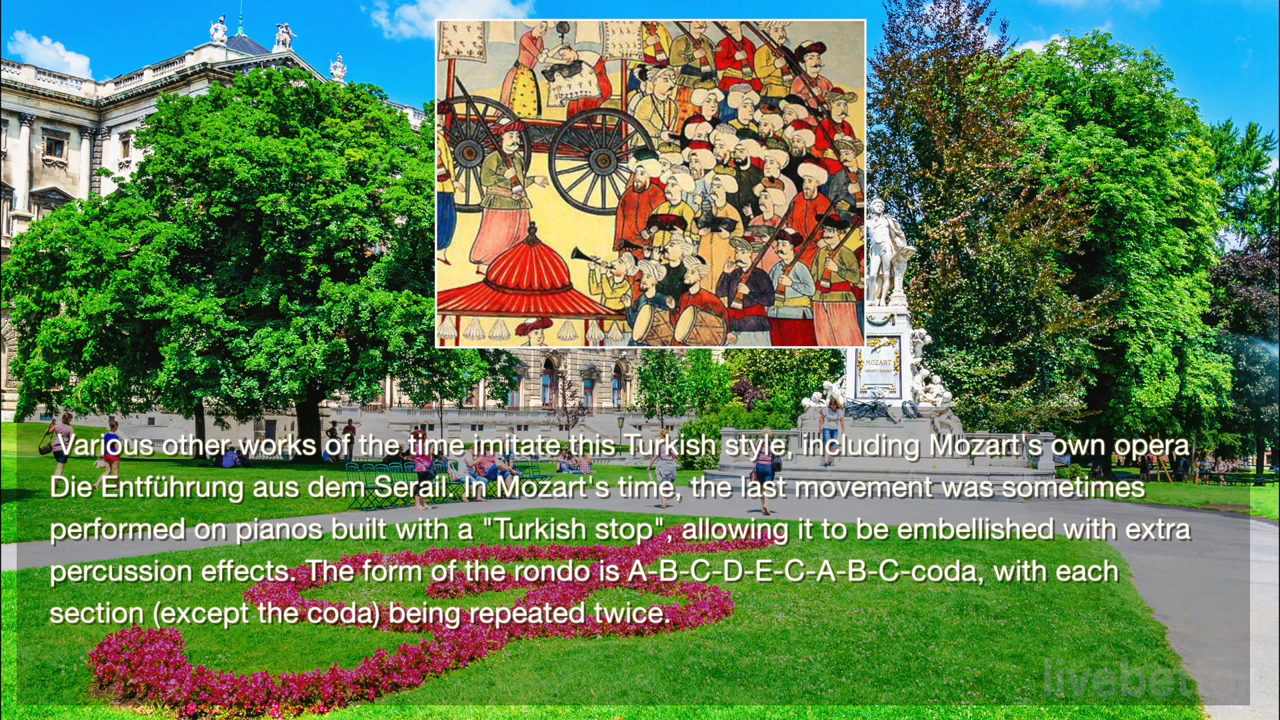 MOZART
Various other works of the time imitate this Turkish style, including Mozart's own opera
Die Entführung aus dem Serail. In Mozart's time, the last movement was sometimes
performed on pianos built with a "Turkish stop", allowing it to be embellished with extra
percussion effects. The form of the rondo is A-B-C-D-E-C-A-B-C-coda, with each
section (except the coda) being repeated twice.
livebet